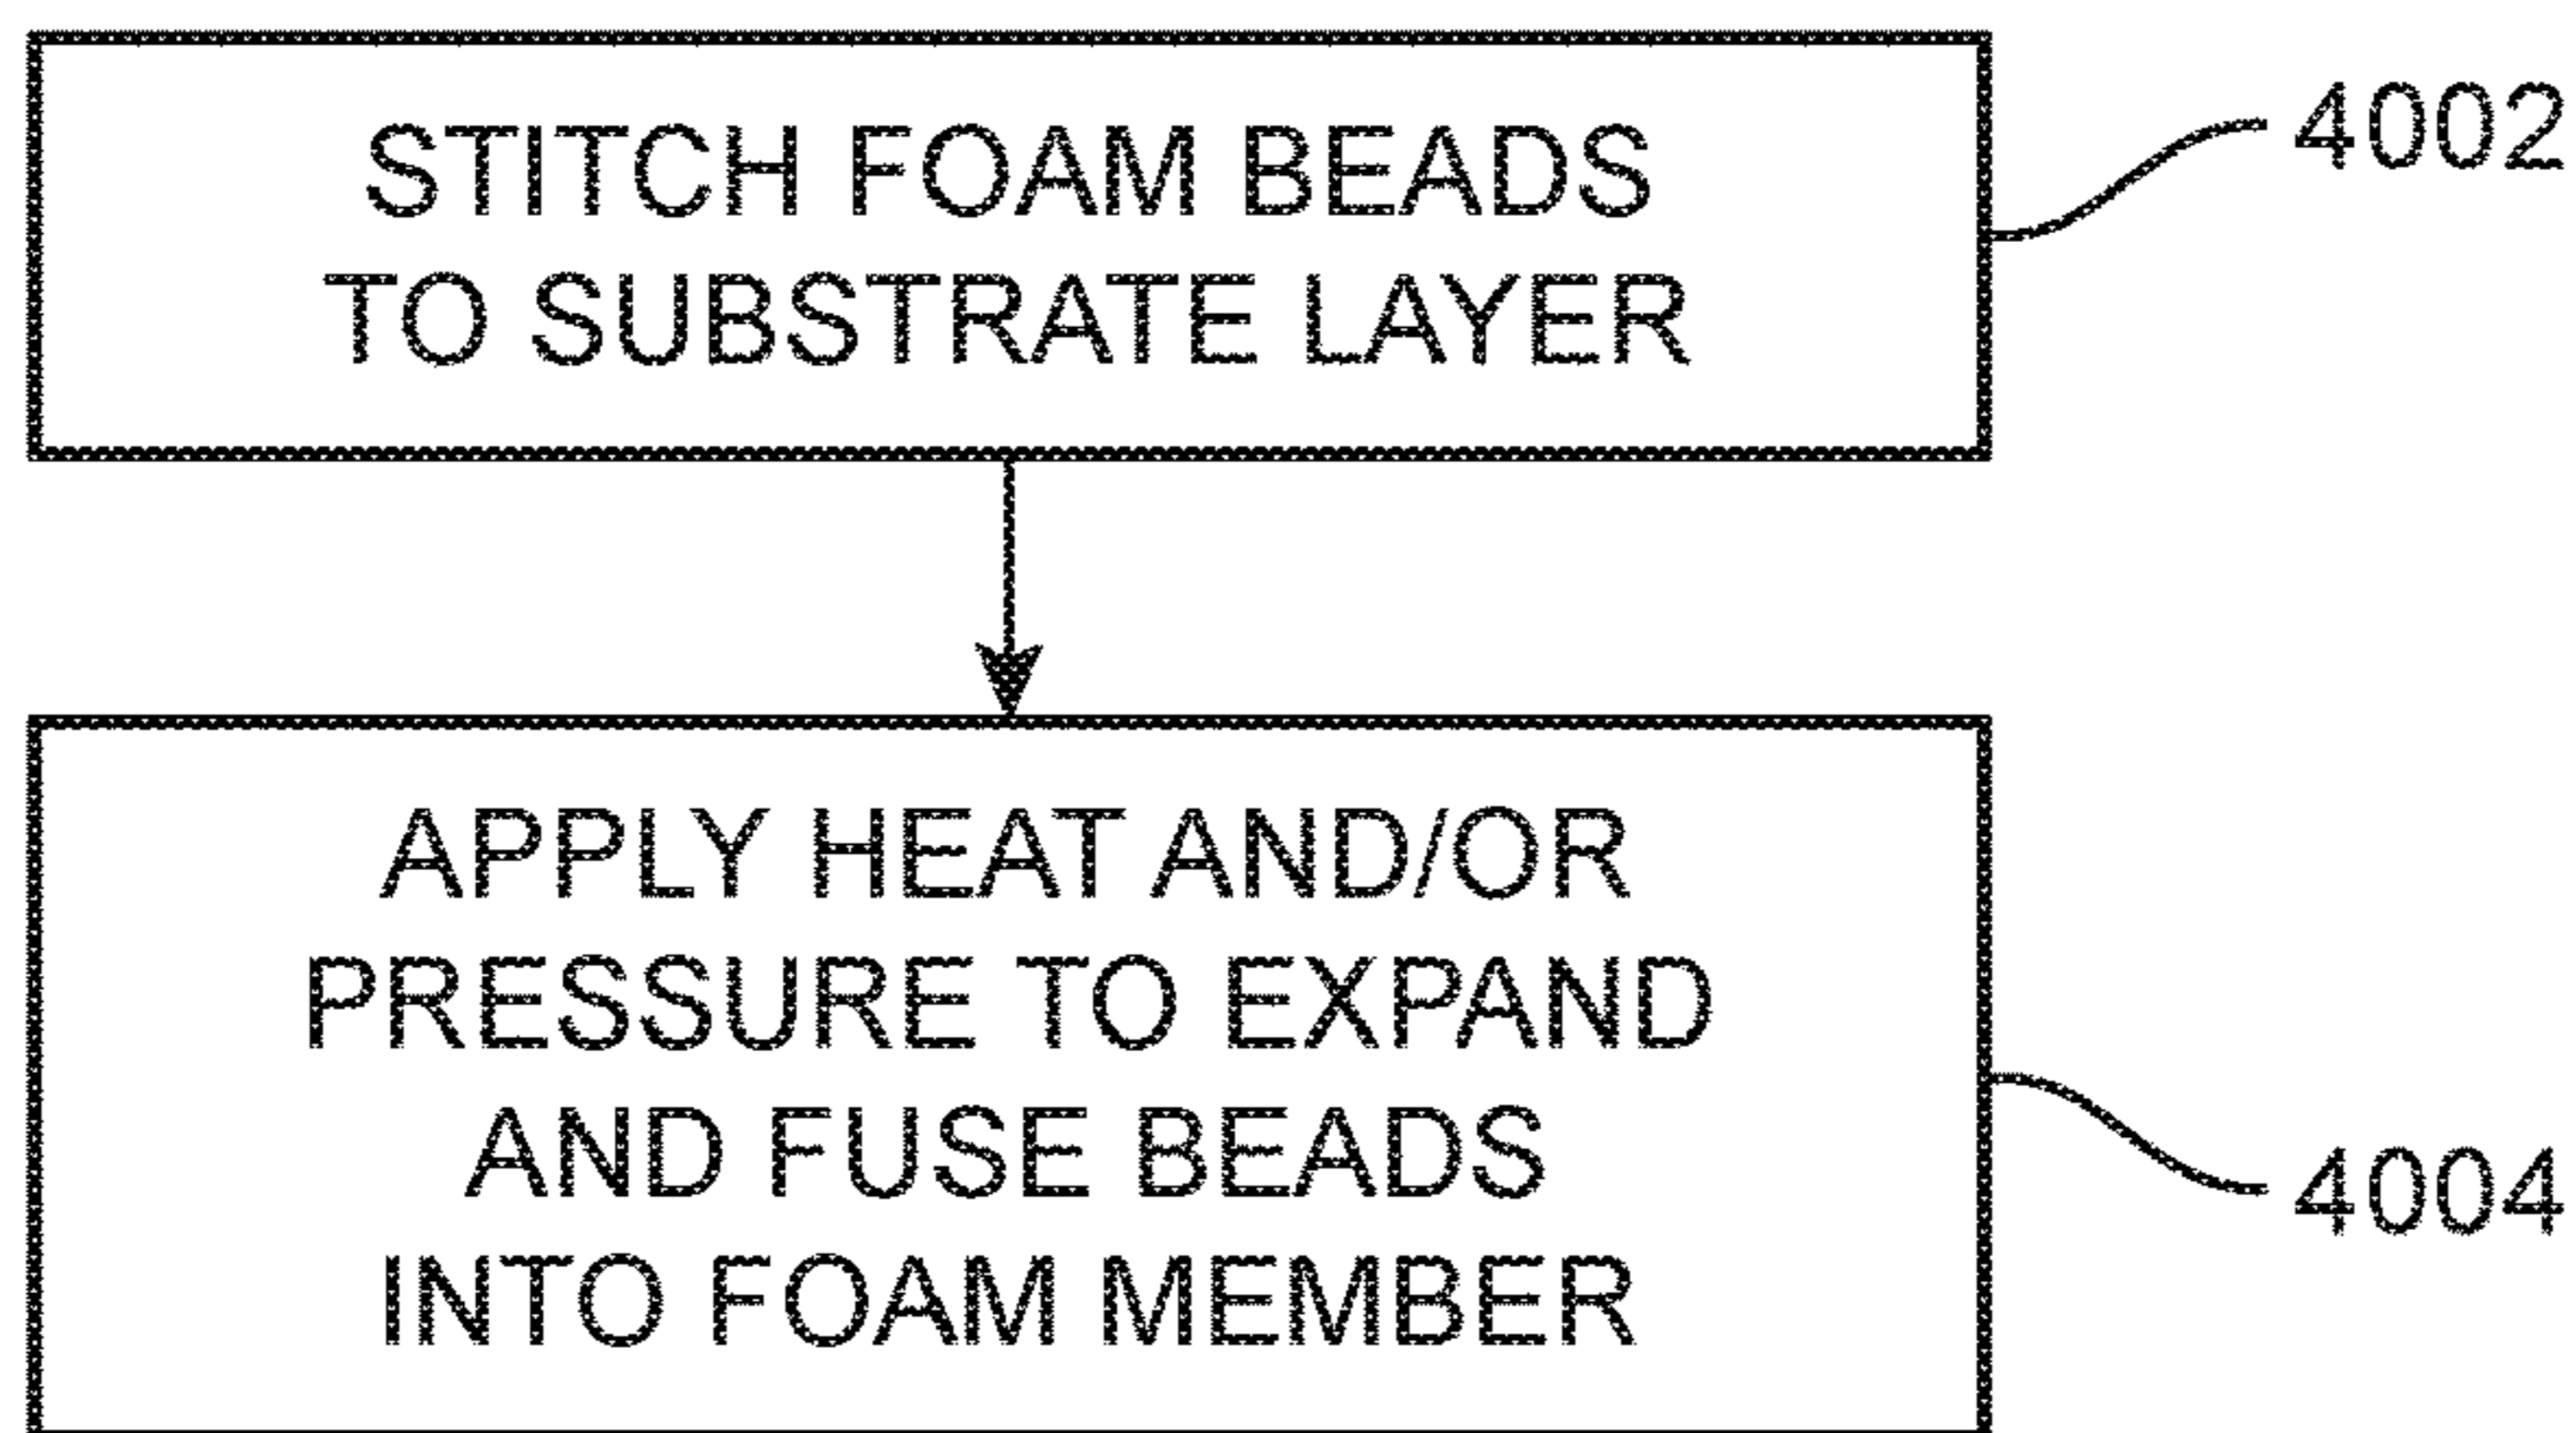 STITCH FOAM BEADS
TO SUBSTRATE LAYER
4002
APPLY HEAT AND/OR
PRESSURE TO EXPAND
AND FUSE BEADS
INTO FOAM MEMBER
4004